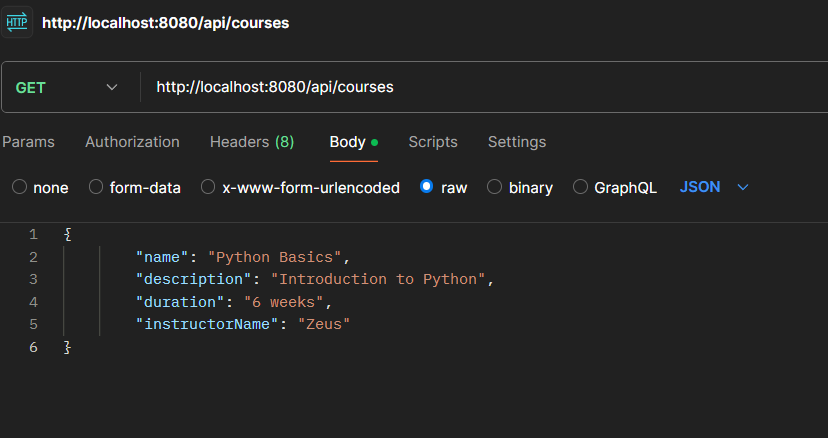 HTTP http://localhost:8080/api/courses
GET http://localhost:8080/api/courses
Params Authorization Headers (8) Body Scripts Settings
none form-data x-www-form-urlencoded raw binary GraphQL JSON
1 {
2 "name": "Python Basics",
3 "description": "Introduction to Python",
4 "duration": "6 weeks",
5 "instructorName": "Zeus"
6 }